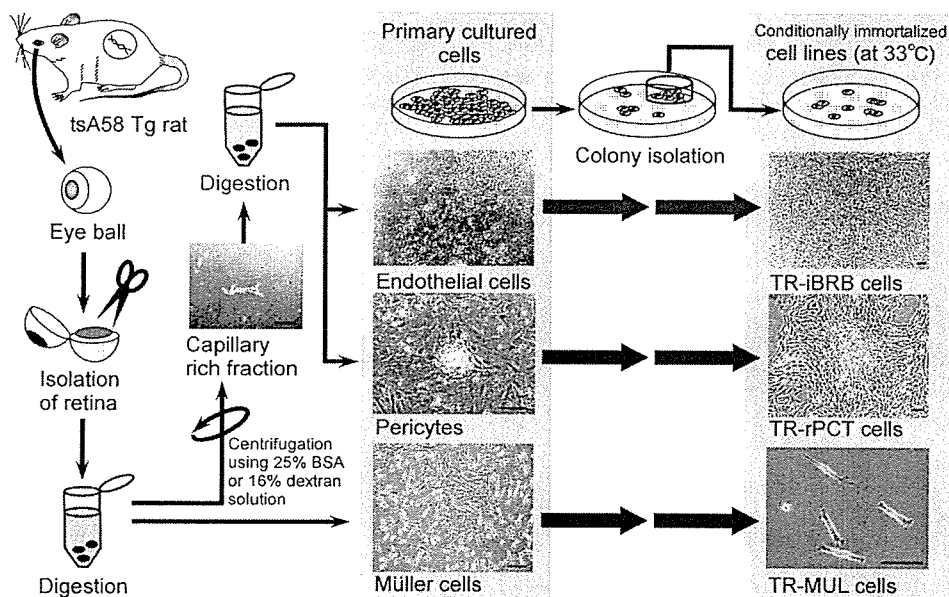 tsA58 Tg rat
Eye ball
Isolation
of retina
Digestion
Centrifugation
using 25% BSA
or 16% dextran
solution
Capillary
rich fraction
Digestion
Primary cultured
cells
Colony isolation
Conditionally immortalized
cell lines (at 33°C)
Endothelial cells
TR-iBRB cells
Pericytes
TR-rPCT cells
Müller cells
TR-MUL cells